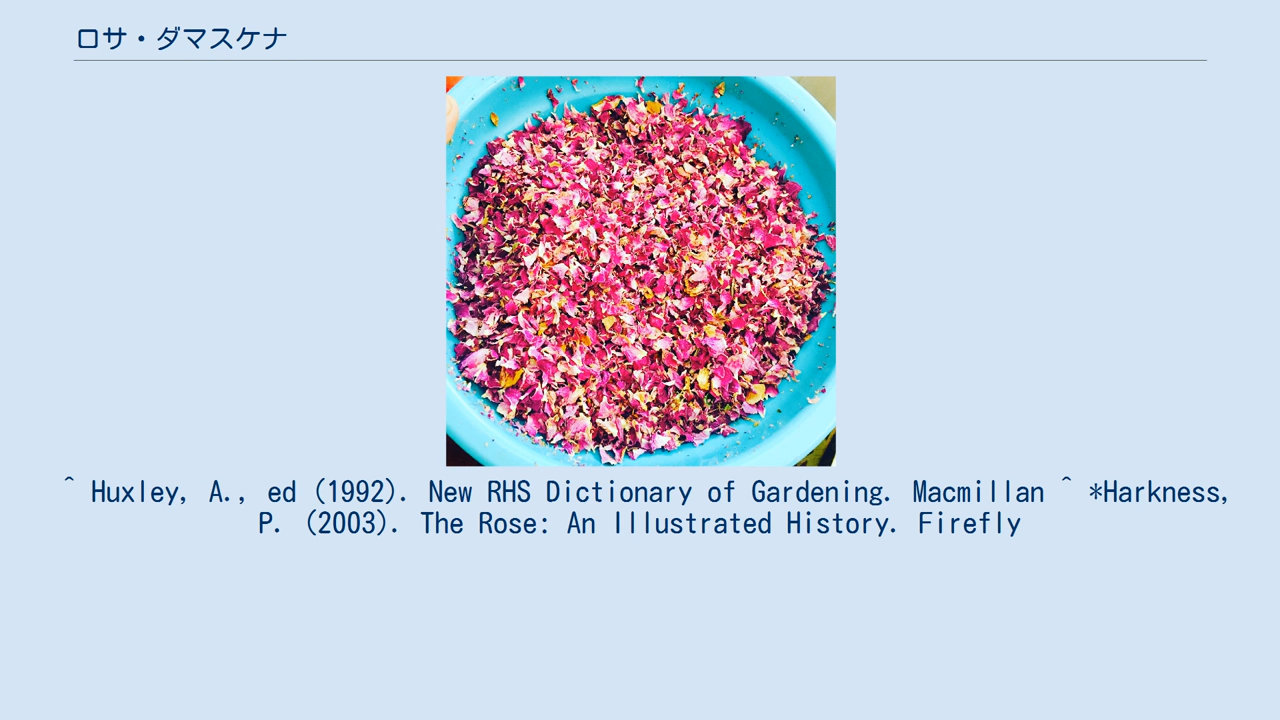 ロサ・ダマスケナ
^ Huxley, A., ed (1992). New RHS Dictionary of Gardening. Macmillan ^ *Harkness,
P. (2003). The Rose: An Illustrated History. Firefly